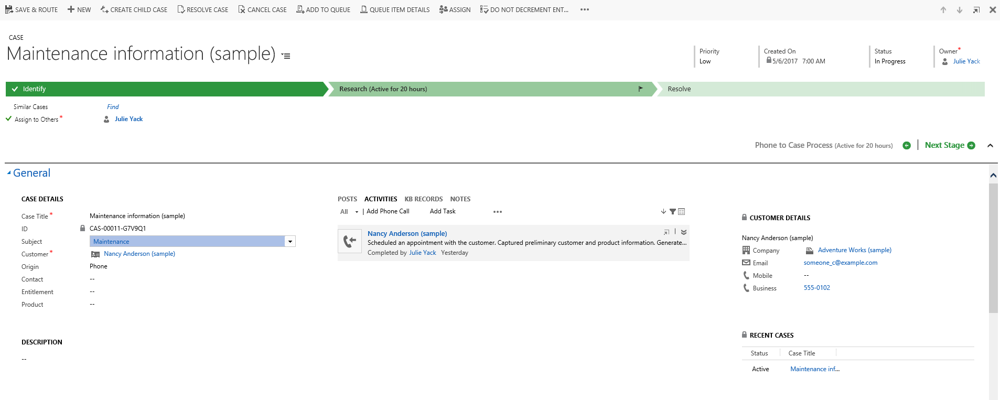 SAVE & ROUTE NEW CREATE CHILD CASE RESOLVE CASE CANCEL CASE ADD TO QUEUE QUEUE ITEM DETAILS ASSIGN DO NOT DECREMENT ENT... •••
CASE
Maintenance information (sample)
Priority
Low
Created On
5/6/2017 7:00 AM
Status
In Progress
Owner*
Julie Yack
Identify
Research (Active for 20 hours)
Resolve
Similar Cases Find
Assign to Others* Julie Yack
Phone to Case Process (Active for 20 hours) Next Stage
General
CASE DETAILS
Case Title* Maintenance information (sample)
ID CAS-00011-G7V9Q1
Subject Maintenance
Customer* Nancy Anderson (sample)
Origin Phone
Contact --
Entitlement --
Product --
DESCRIPTION
--
POSTS ACTIVITIES KB RECORDS NOTES
All | Add Phone Call Add Task •••
Nancy Anderson (sample)
Scheduled an appointment with the customer. Captured preliminary customer and product information. Generate...
Completed by Julie Yack Yesterday
CUSTOMER DETAILS
Nancy Anderson (sample)
Company Adventure Works (sample)
Email someone_c@example.com
Mobile --
Business 555-0102
RECENT CASES
Status Case Title
Active Maintenance inf...